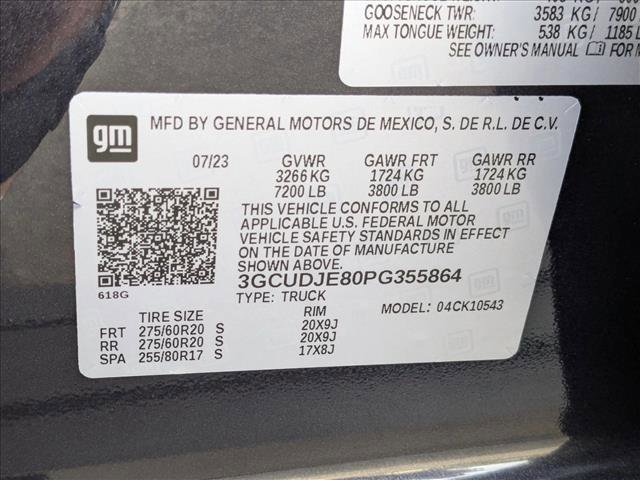 GOOSENECK TWR: 3583 KG / 7900
MAX TONGUE WEIGHT: 538 KG / 1185 L
SEE OWNER'S MANUAL FOR M
gm
MFD BY GENERAL MOTORS DE MEXICO, S. DE R.L. DE C.V.
07/23 GVWR GAWR FRT GAWR RR
3266 KG 1724 KG 1724 KG
7200 LB 3800 LB 3800 LB
THIS VEHICLE CONFORMS TO ALL
APPLICABLE U.S. FEDERAL MOTOR
VEHICLE SAFETY STANDARDS IN EFFECT
ON THE DATE OF MANUFACTURE
SHOWN ABOVE.
3GCUDJE80PG355864
618G
TYPE: TRUCK MODEL: 04CK10543
TIRE SIZE RIM
FRT 275/60R20 S 20X9J
RR 275/60R20 S 20X9J
SPA 255/80R17 S 17X8J